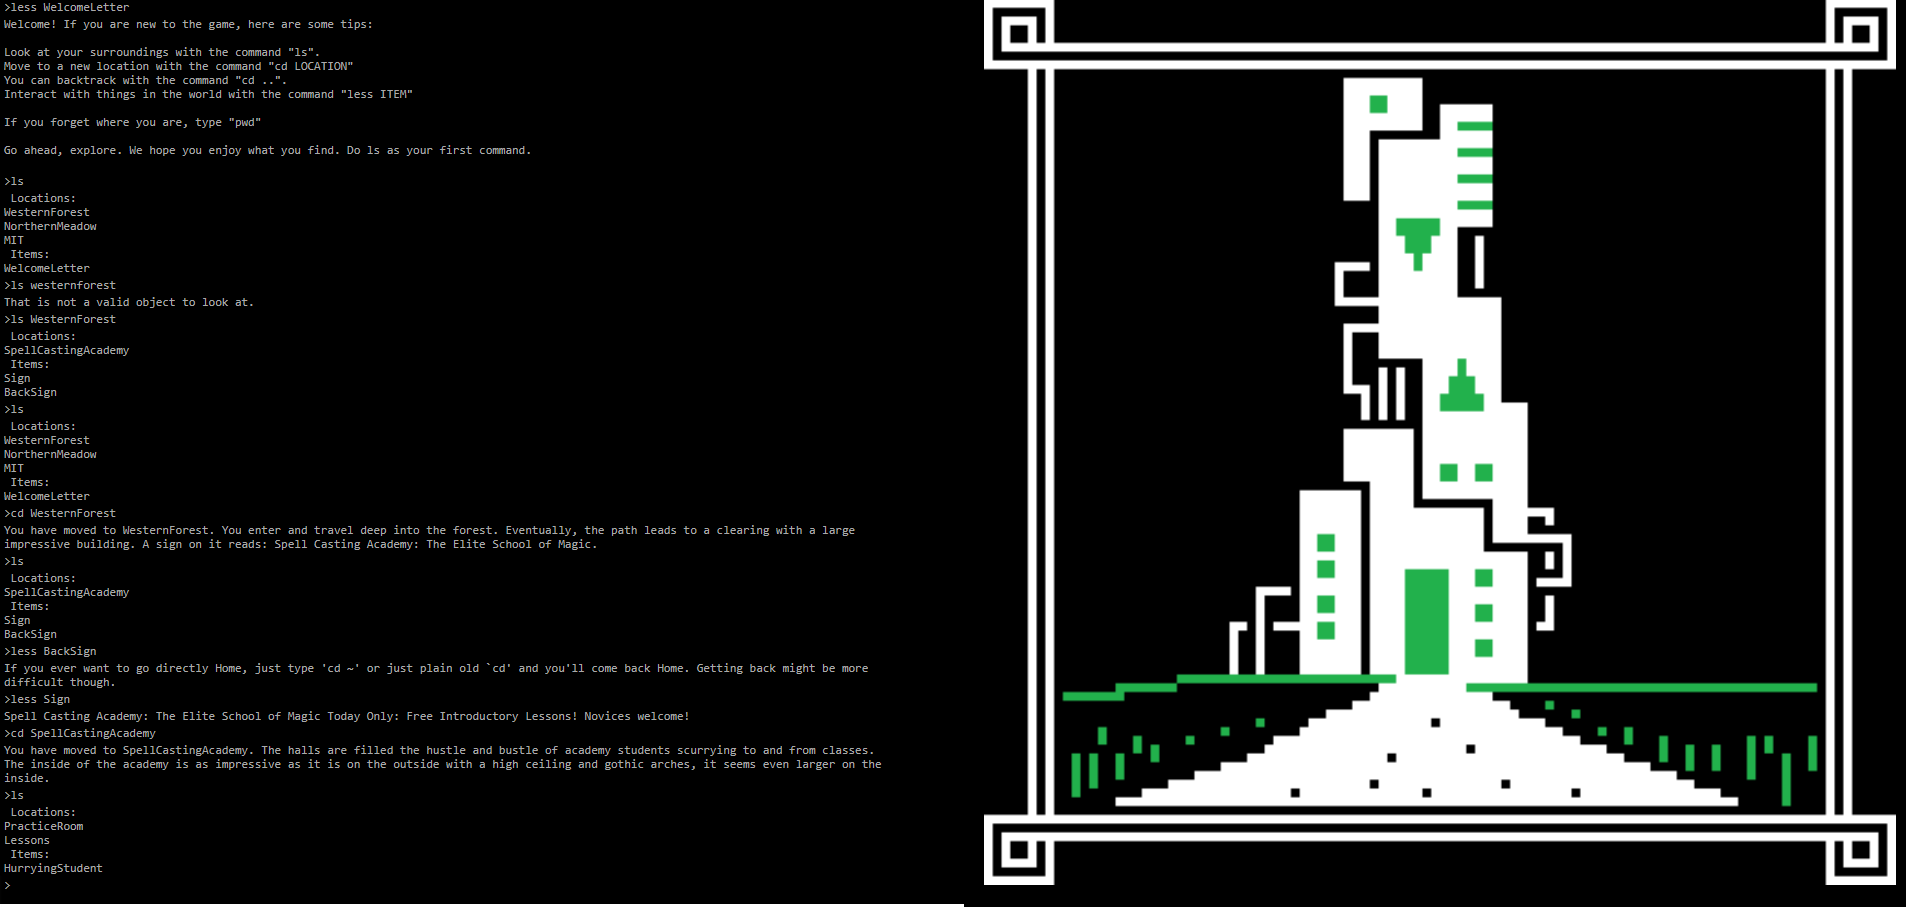 >less WelcomeLetter
Welcome! If you are new to the game, here are some tips:
Look at your surroundings with the command "ls".
Move to a new location with the command "cd LOCATION"
You can backtrack with the command "cd ..".
Interact with things in the world with the command "less ITEM"
If you forget where you are, type "pwd"
Go ahead, explore. We hope you enjoy what you find. Do ls as your first command.
>ls
Locations:
WesternForest
NorthernMeadow
MIT
Items:
WelcomeLetter
>ls westernforest
That is not a valid object to look at.
>ls WesternForest
Locations:
SpellCastingAcademy
Items:
Sign
BackSign
>ls
Locations:
WesternForest
NorthernMeadow
MIT
Items:
WelcomeLetter
>cd WesternForest
You have moved to WesternForest. You enter and travel deep into the forest. Eventually, the path leads to a clearing with a large
impressive building. A sign on it reads: Spell Casting Academy: The Elite School of Magic.
>ls
Locations:
SpellCastingAcademy
Items:
Sign
BackSign
>less BackSign
If you ever want to go directly Home, just type 'cd ~' or just plain old `cd' and you'll come back Home. Getting back might be more
difficult though.
>less Sign
Spell Casting Academy: The Elite School of Magic Today Only: Free Introductory Lessons! Novices welcome!
>cd SpellCastingAcademy
You have moved to SpellCastingAcademy. The halls are filled the hustle and bustle of academy students scurrying to and from classes.
The inside of the academy is as impressive as it is on the outside with a high ceiling and gothic arches, it seems even larger on the
inside.
>ls
Locations:
PracticeRoom
Lessons
Items:
HurryingStudent
>